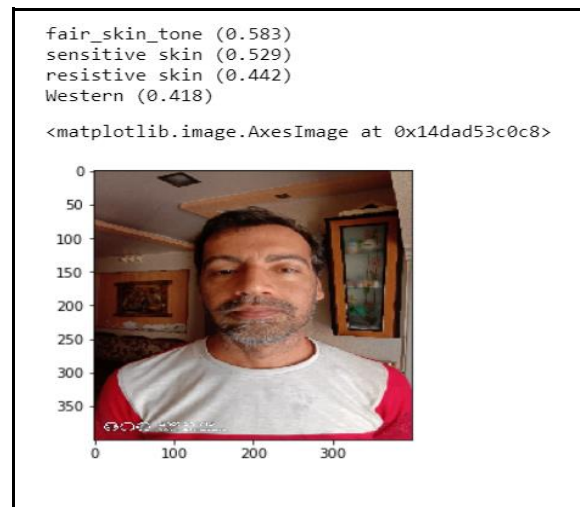 fair_skin_tone (0.583)
sensitive skin (0.529)
resistive skin (0.442)
Western (0.418)
<matplotlib.image.AxesImage at 0x14dad53c0c8>
0
50
100
150
200
250
300
350
0 100 200 300